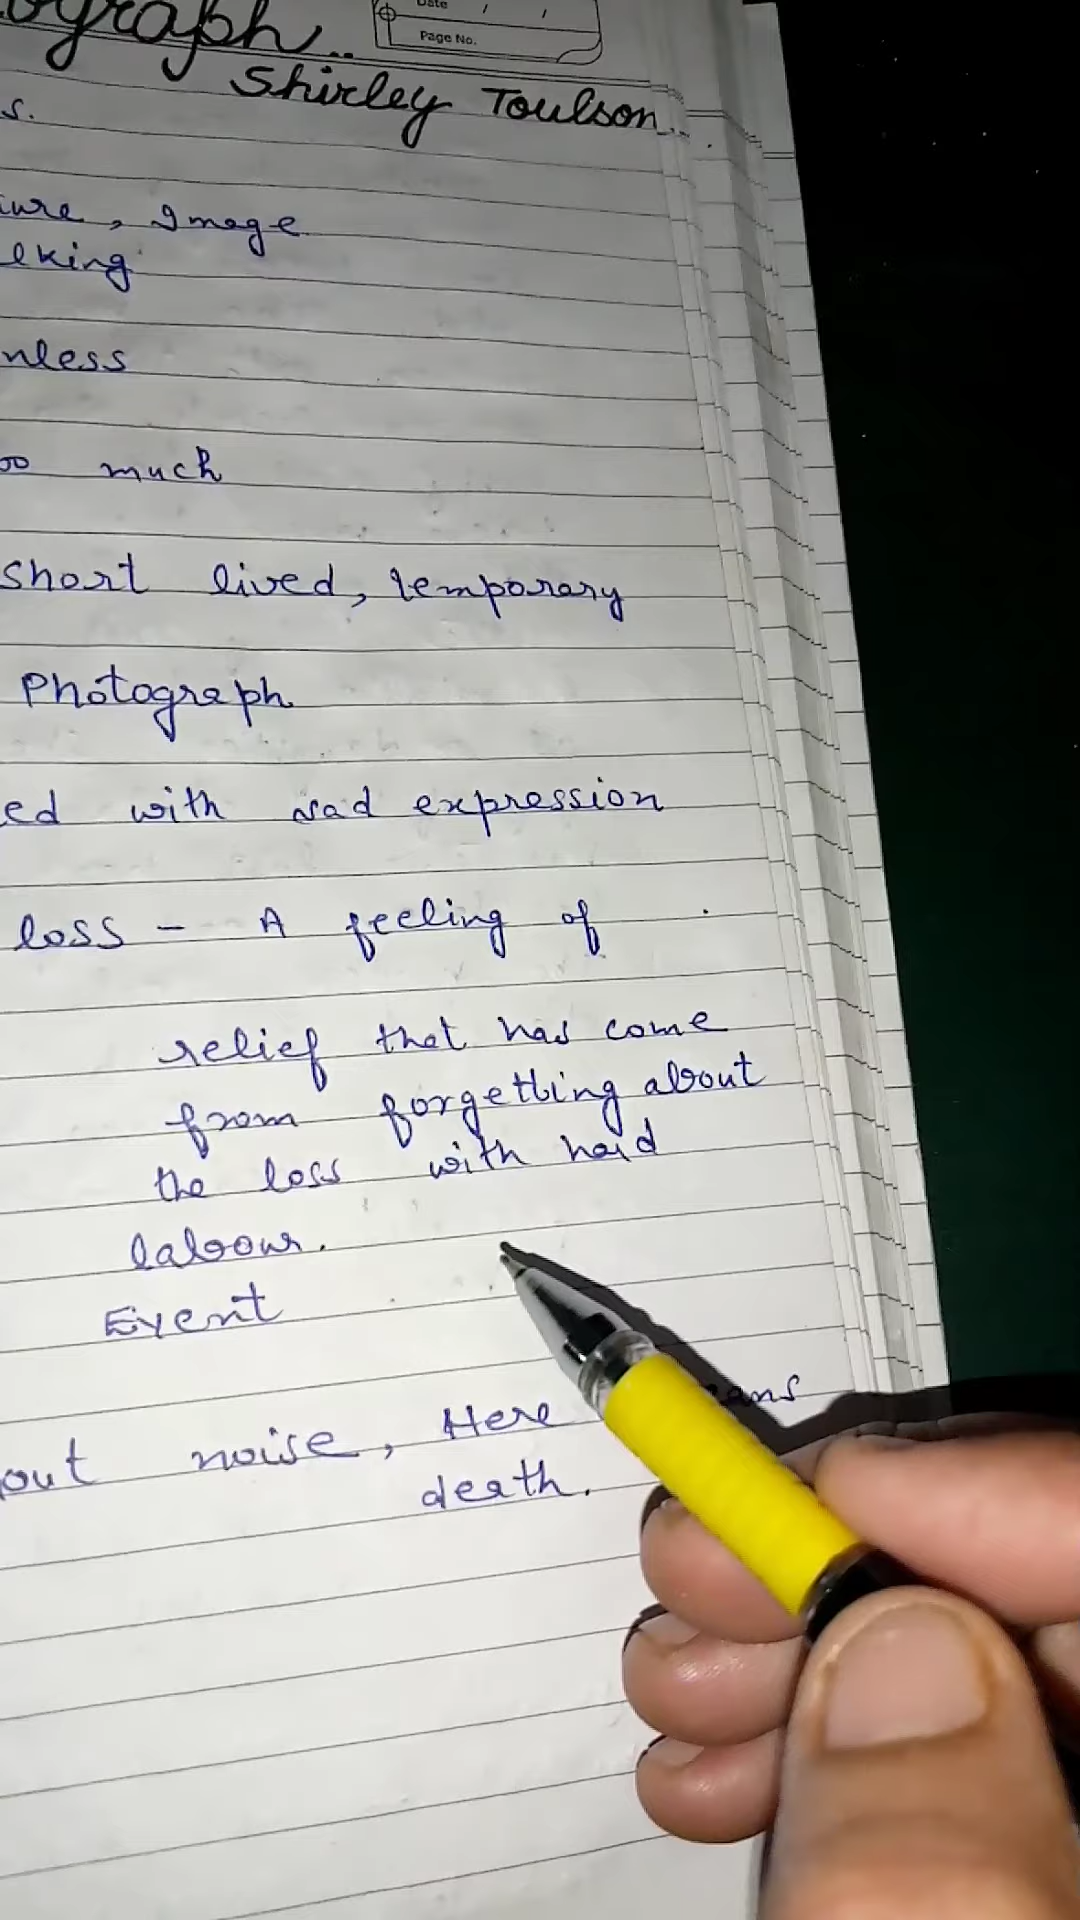 Date / /
Page No.
ograph..
Shirley Toulson..
s.
ure, Image
lking
nless
oo much
short lived, temporary
Photograph
ed with sad expression
loss - A feeling of
relief that has come
from forgetting about
the loss with hard
labour.
Event
out noise, Here ans
death.